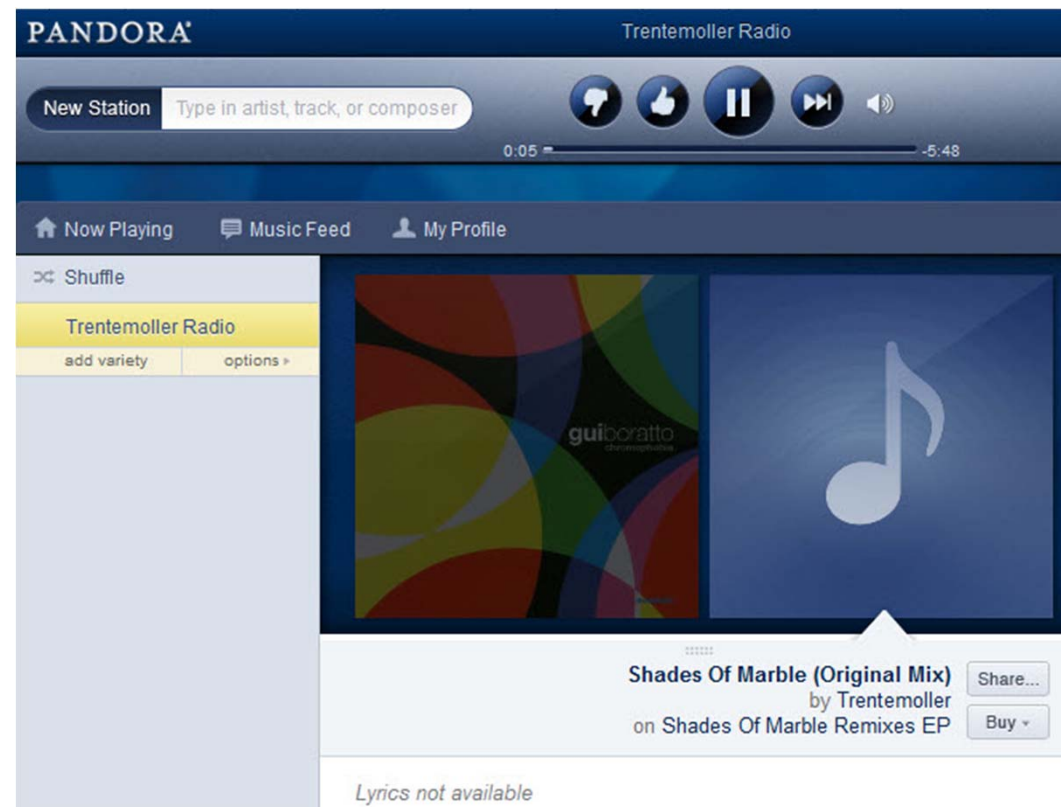 PANDORA
Trentemoller Radio
New Station
Type in artist, track, or composer
0:05
-5:48
Now Playing
Music Feed
My Profile
Shuffle
Trentemoller Radio
add variety
options
guiboratto
chromophobia
Shades Of Marble (Original Mix)
by Trentemoller
on Shades Of Marble Remixes EP
Share...
Buy
Lyrics not available